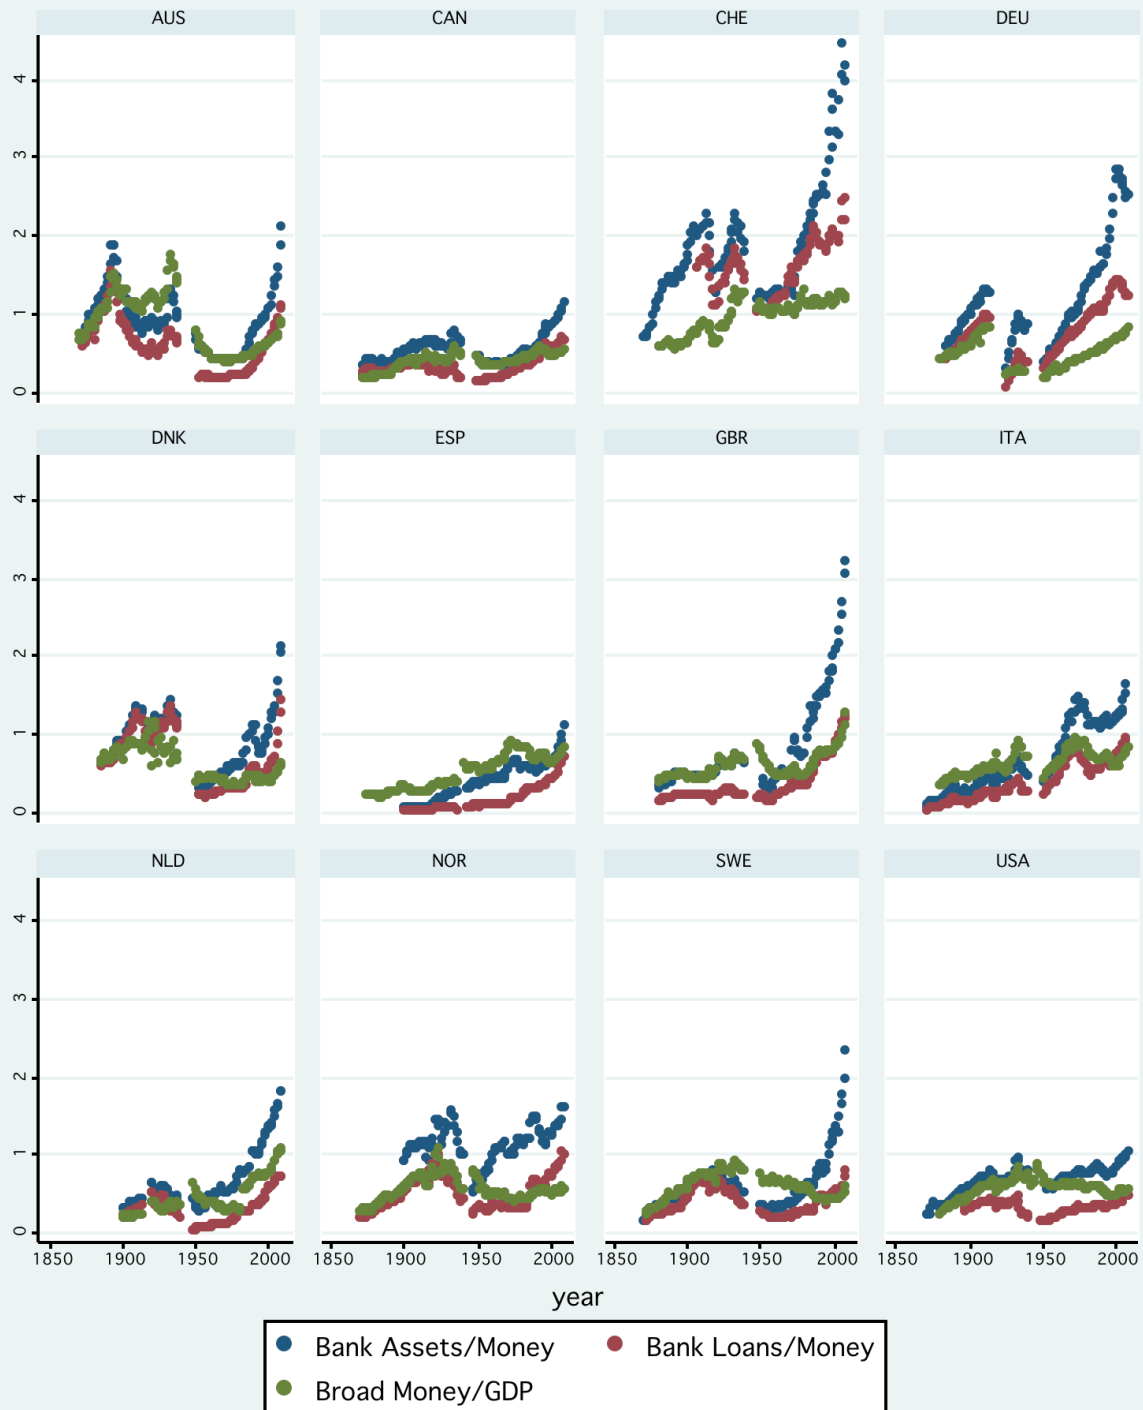 AUS CAN CHE DEU
4
3
2
1
0
DNK ESP GBR ITA
4
3
2
1
0
NLD NOR SWE USA
4
3
2
1
0
1850 1900 1950 2000 1850 1900 1950 2000 1850 1900 1950 2000 1850 1900 1950 2000
year
Bank Assets/Money Bank Loans/Money
Broad Money/GDP